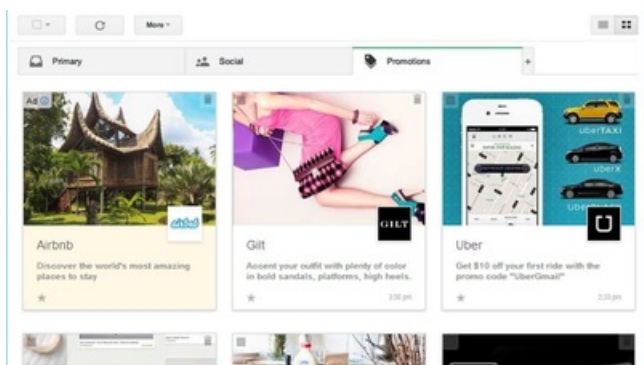 More
Primary
Social
Promotions
+
Ad
airbnb
GILT
UBER
uberTAXI
uberX
Airbnb
Discover the world's most amazing
places to stay
Gilt
Accent your outfit with plenty of color
in bold sandals, platforms, high heels.
3:00 pm
Uber
Get $10 off your first ride with the
promo code "UberGmail"
2:30 pm